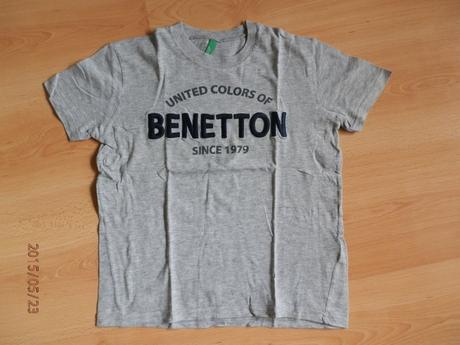 UNITED COLORS OF
BENETTON
SINCE 1979
2015/05/23